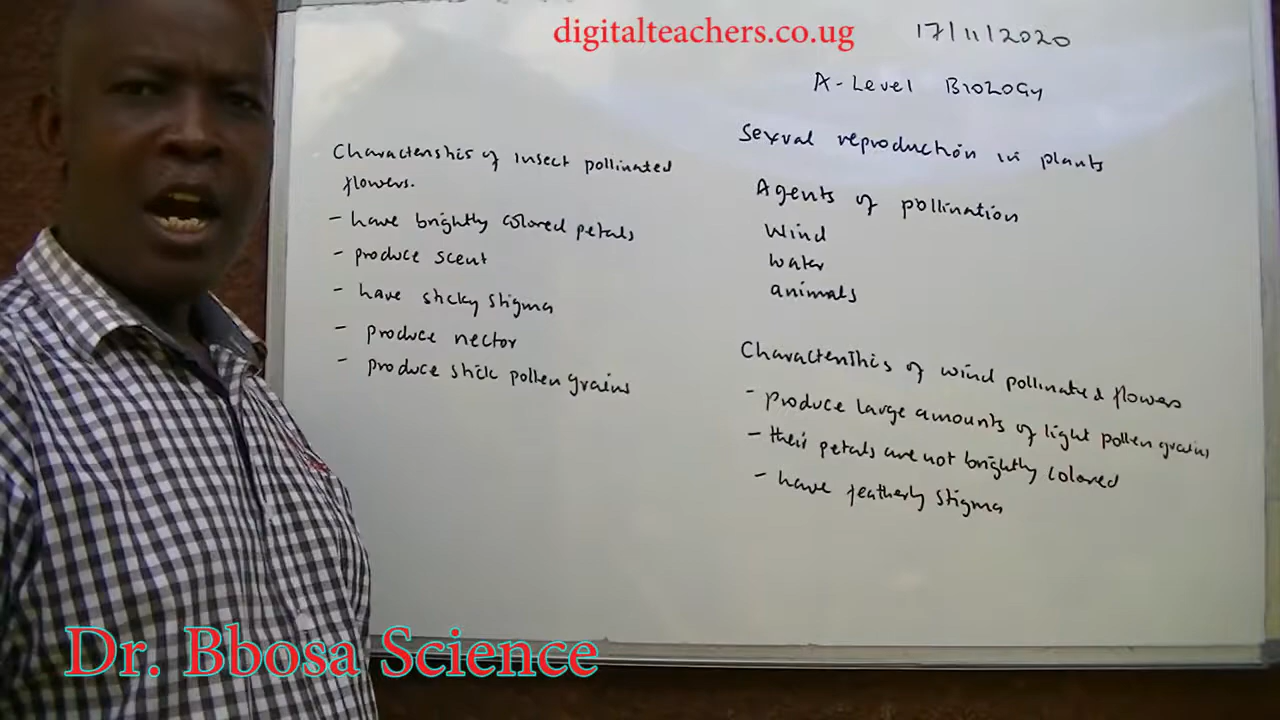 digitalteachers.co.ug
17/11/2020
A-Level BIOLOGY
Sexual reproduction in plants
Agents of pollination
Wind
water
animals
Characteristics of wind pollinated flowers
- produce large amounts of light pollen grains
- their petals are not brightly colored
- have featherly stigma
Characteristics of insect pollinated
flowers.
- have brightly colored petals
- produce scent
- have sticky stigma
- produce nector
- produce stick pollen grains
Dr. Bbosa Science